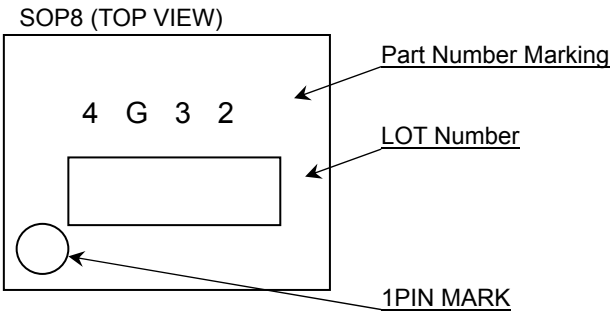 SOP8 (TOP VIEW)
Part Number Marking
4 G 3 2
LOT Number
1PIN MARK